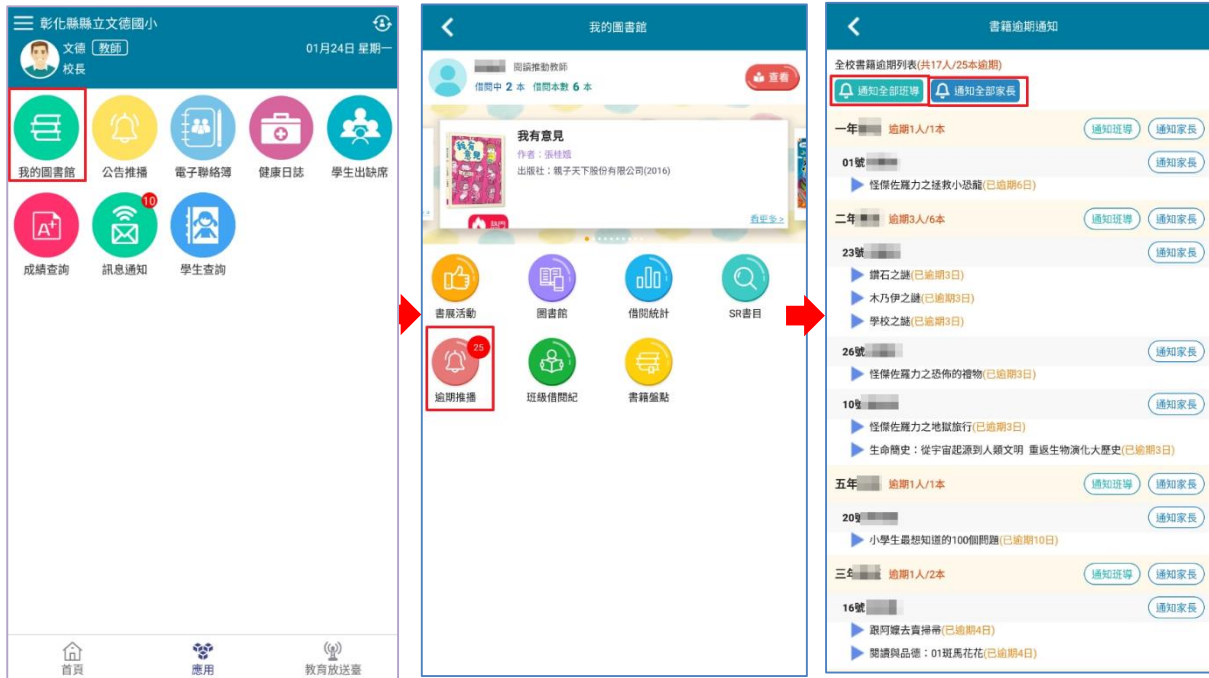 彰化縣縣立文德國小
文德 教師
01月24日 星期一
校長
我的圖書館 公告推播 電子聯絡簿 健康日誌 學生出缺席
A+
10
成績查詢 訊息通知 學生查詢
首頁 應用 教育放送臺
我的圖書館
閱讀推動教師
借閱中 2 本 借閱本數 6 本
查看
我有意見
作者：張桂娥
出版社：親子天下股份有限公司(2016)
我有意見
熱門
看更多>
書展活動 圖書館 借閱統計 SR書目
25
逾期推播 班級借閱紀 書籍盤點
書籍逾期通知
全校書籍逾期列表(共17人/25本逾期)
通知全部班導 通知全部家長
一年 逾期1人/1本 通知班導 通知家長
01號 通知家長
怪傑佐羅力之拯救小恐龍(已逾期6日)
二年 逾期3人/6本 通知班導 通知家長
23號 通知家長
鑽石之謎(已逾期3日)
木乃伊之謎(已逾期3日)
學校之謎(已逾期3日)
26號 通知家長
怪傑佐羅力之恐怖的禮物(已逾期3日)
10號 通知家長
怪傑佐羅力之地獄旅行(已逾期3日)
生命簡史：從宇宙起源到人類文明 重返生物演化大歷史(已逾期3日)
五年 逾期1人/1本 通知班導 通知家長
20號 通知家長
小學生最想知道的100個問題(已逾期10日)
三年 逾期1人/2本 通知班導 通知家長
16號 通知家長
跟阿嬤去賣掃帚(已逾期4日)
閱讀與品德：01斑馬花花(已逾期4日)